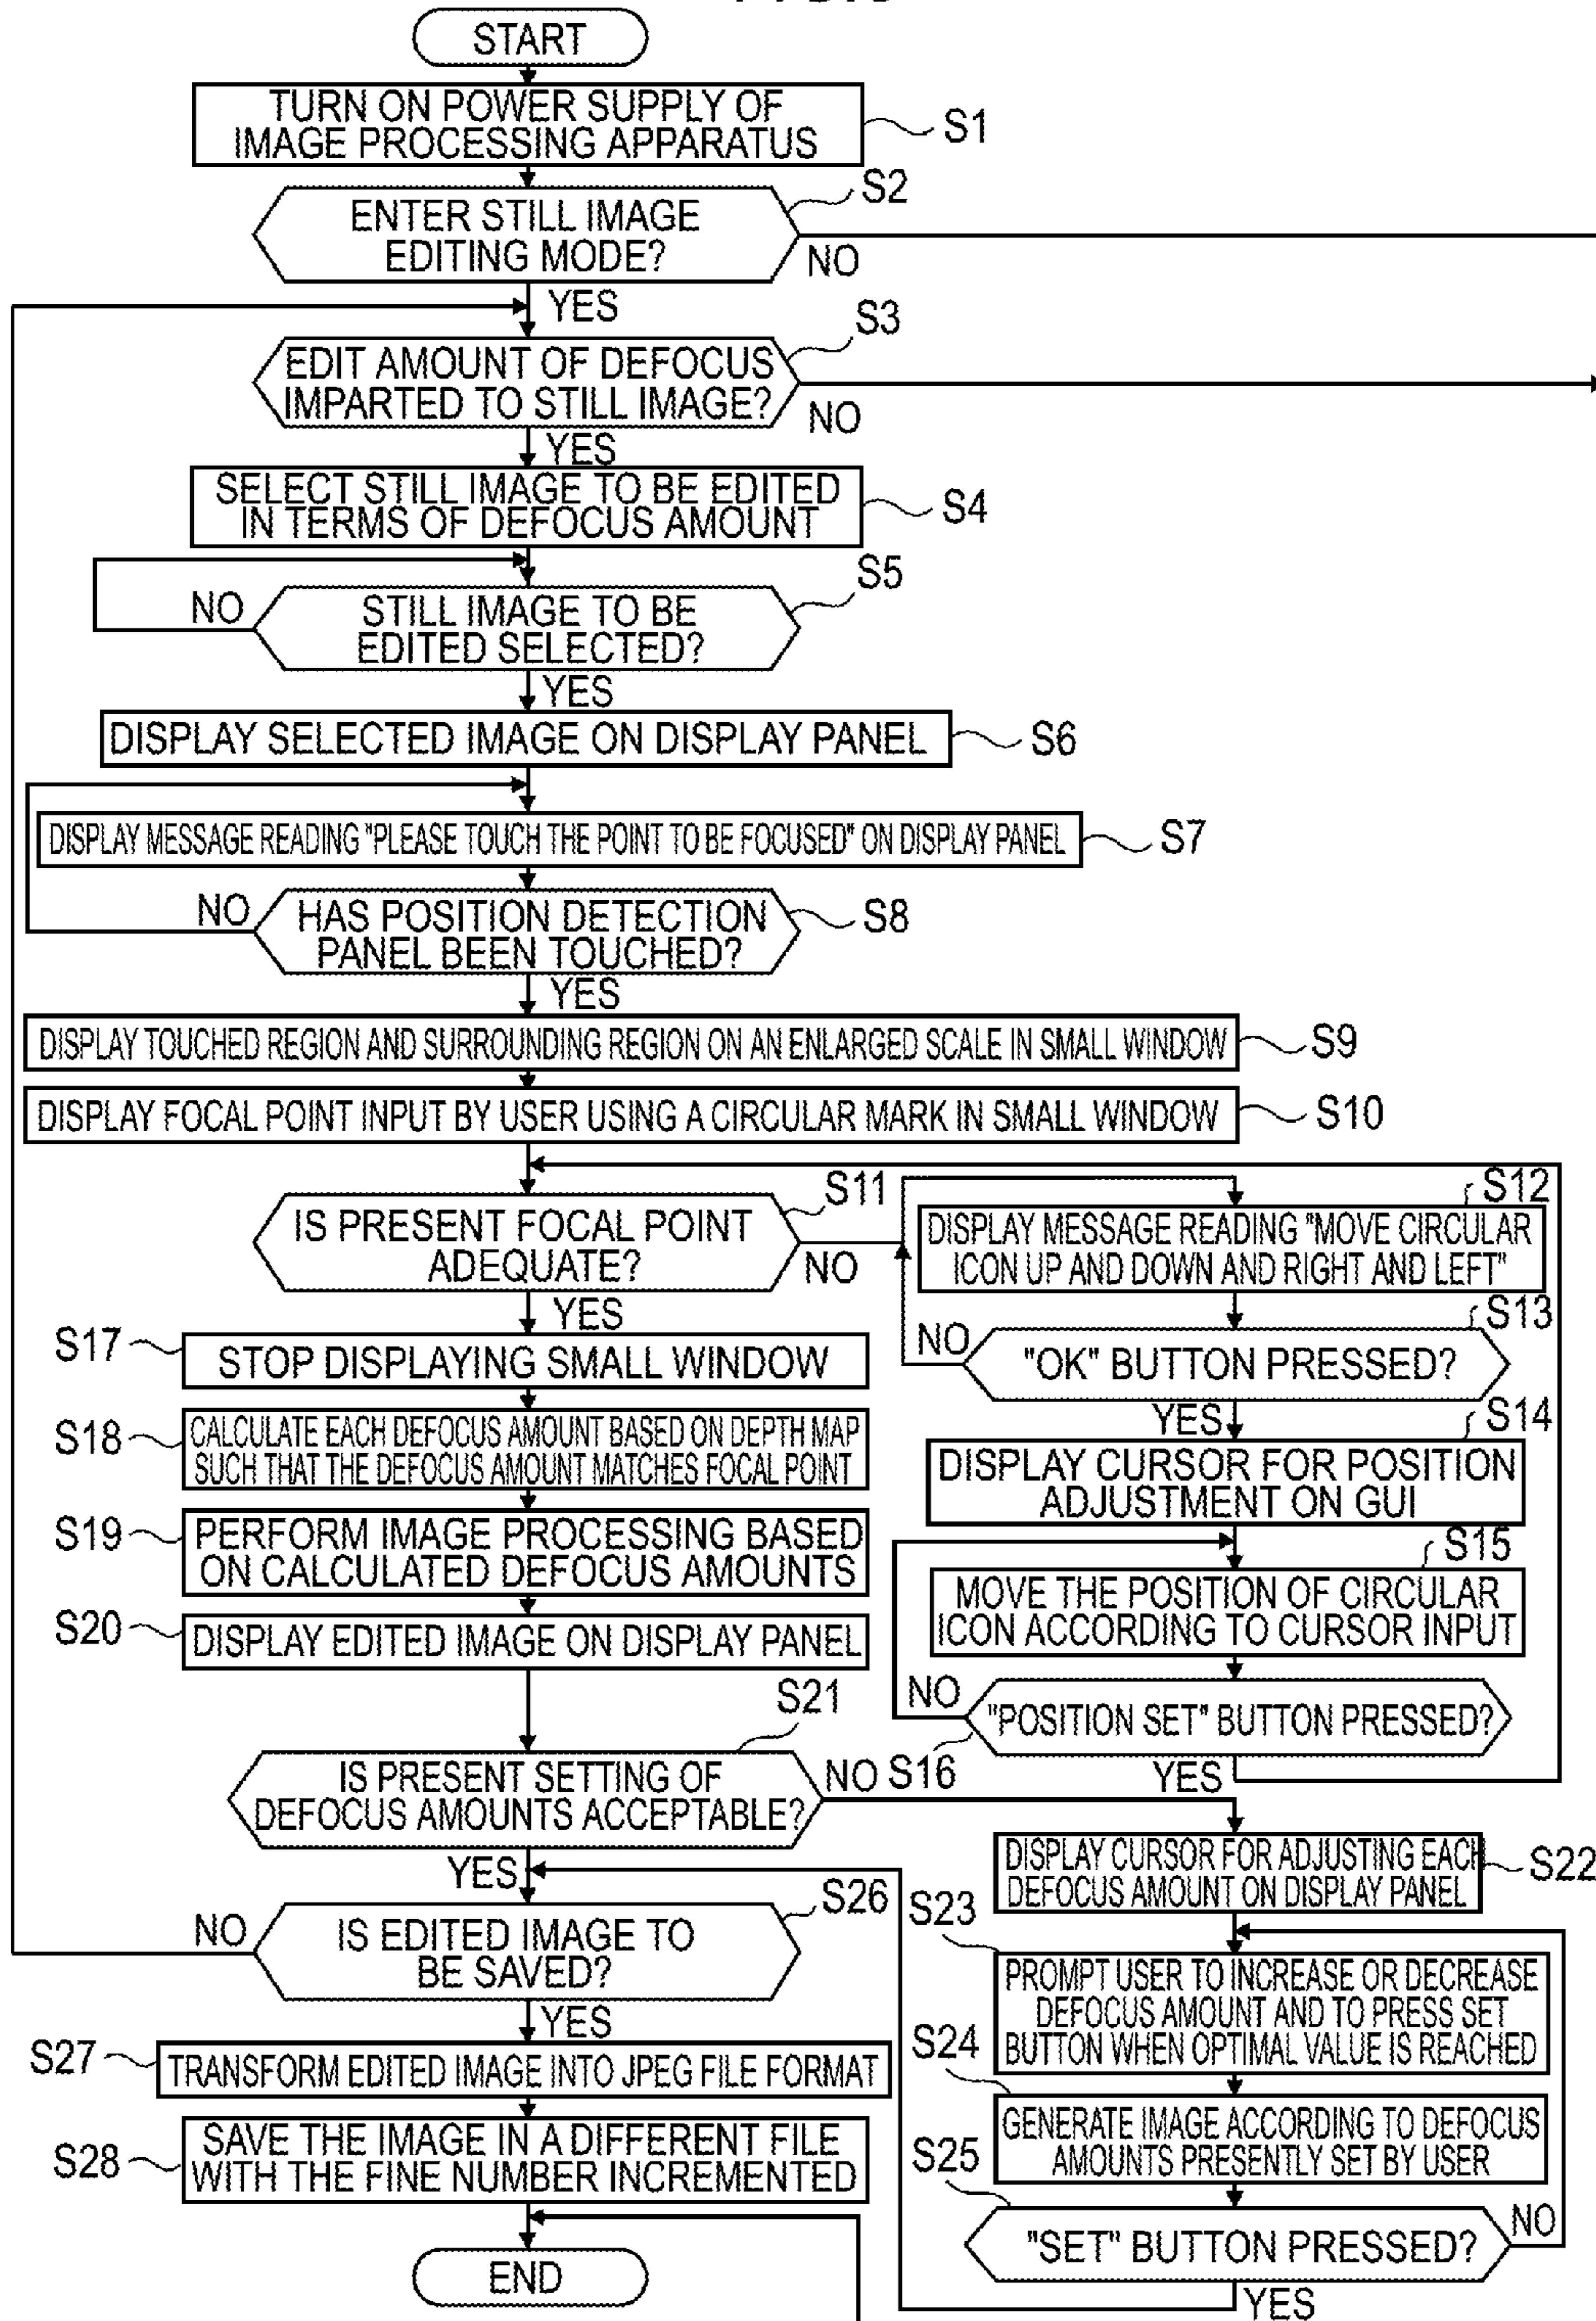 START
TURN ON POWER SUPPLY OF
IMAGE PROCESSING APPARATUS
S1
S2
ENTER STILL IMAGE
EDITING MODE?
NO
YES
S3
EDIT AMOUNT OF DEFOCUS
IMPARTED TO STILL IMAGE?
NO
YES
SELECT STILL IMAGE TO BE EDITED
IN TERMS OF DEFOCUS AMOUNT
S4
S5
NO
STILL IMAGE TO BE
EDITED SELECTED?
YES
DISPLAY SELECTED IMAGE ON DISPLAY PANEL
S6
DISPLAY MESSAGE READING "PLEASE TOUCH THE POINT TO BE FOCUSED" ON DISPLAY PANEL
S7
NO
HAS POSITION DETECTION
PANEL BEEN TOUCHED?
S8
YES
DISPLAY TOUCHED REGION AND SURROUNDING REGION ON AN ENLARGED SCALE IN SMALL WINDOW
S9
DISPLAY FOCAL POINT INPUT BY USER USING A CIRCULAR MARK IN SMALL WINDOW
S10
S11
IS PRESENT FOCAL POINT
ADEQUATE?
NO
YES
S12
DISPLAY MESSAGE READING "MOVE CIRCULAR
ICON UP AND DOWN AND RIGHT AND LEFT"
S13
NO
"OK" BUTTON PRESSED?
YES
S14
DISPLAY CURSOR FOR POSITION
ADJUSTMENT ON GUI
S15
MOVE THE POSITION OF CIRCULAR
ICON ACCORDING TO CURSOR INPUT
NO
"POSITION SET" BUTTON PRESSED?
S16
YES
S17
STOP DISPLAYING SMALL WINDOW
S18
CALCULATE EACH DEFOCUS AMOUNT BASED ON DEPTH MAP
SUCH THAT THE DEFOCUS AMOUNT MATCHES FOCAL POINT
S19
PERFORM IMAGE PROCESSING BASED
ON CALCULATED DEFOCUS AMOUNTS
S20
DISPLAY EDITED IMAGE ON DISPLAY PANEL
S21
IS PRESENT SETTING OF
DEFOCUS AMOUNTS ACCEPTABLE?
NO
YES
DISPLAY CURSOR FOR ADJUSTING EACH
DEFOCUS AMOUNT ON DISPLAY PANEL
S22
S23
PROMPT USER TO INCREASE OR DECREASE
DEFOCUS AMOUNT AND TO PRESS SET
BUTTON WHEN OPTIMAL VALUE IS REACHED
S24
GENERATE IMAGE ACCORDING TO DEFOCUS
AMOUNTS PRESENTLY SET BY USER
S25
"SET" BUTTON PRESSED?
NO
YES
S26
NO
IS EDITED IMAGE TO
BE SAVED?
YES
S27
TRANSFORM EDITED IMAGE INTO JPEG FILE FORMAT
S28
SAVE THE IMAGE IN A DIFFERENT FILE
WITH THE FINE NUMBER INCREMENTED
END